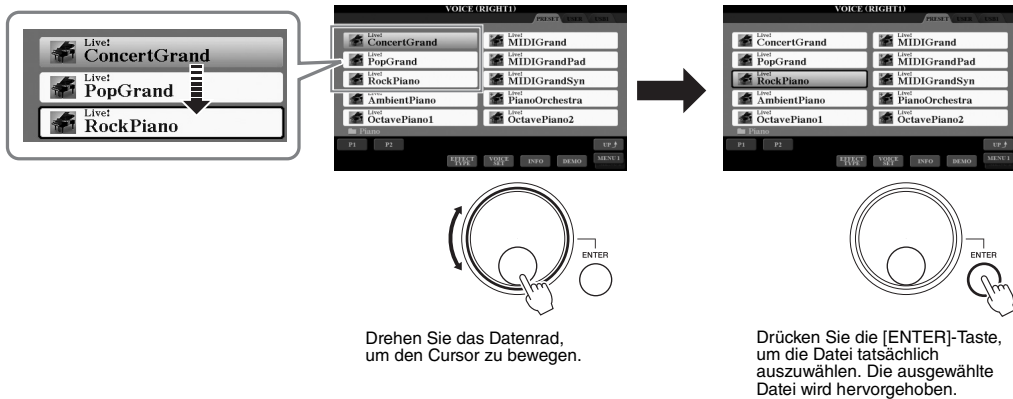 Live!
ConcertGrand
Live!
PopGrand
Live!
RockPiano
VOICE (RIGHT1)
PRESET USER USB1
Live!
ConcertGrand
Live!
MIDIGrand
Live!
PopGrand
Live!
MIDIGrandPad
Live!
RockPiano
Live!
MIDIGrandSyn
Live!
AmbientPiano
Live!
PianoOrchestra
Live!
OctavePiano1
Live!
OctavePiano2
Piano
P1 P2 UP
EFFECT TYPE VOICE SET INFO DEMO MENU 1
ENTER
Drehen Sie das Datenrad,
um den Cursor zu bewegen.
VOICE (RIGHT1)
PRESET USER USB1
Live!
ConcertGrand
Live!
MIDIGrand
Live!
PopGrand
Live!
MIDIGrandPad
Live!
RockPiano
Live!
MIDIGrandSyn
Live!
AmbientPiano
Live!
PianoOrchestra
Live!
OctavePiano1
Live!
OctavePiano2
Piano
P1 P2 UP
EFFECT TYPE VOICE SET INFO DEMO MENU 1
ENTER
Drücken Sie die [ENTER]-Taste,
um die Datei tatsächlich
auszuwählen. Die ausgewählte
Datei wird hervorgehoben.